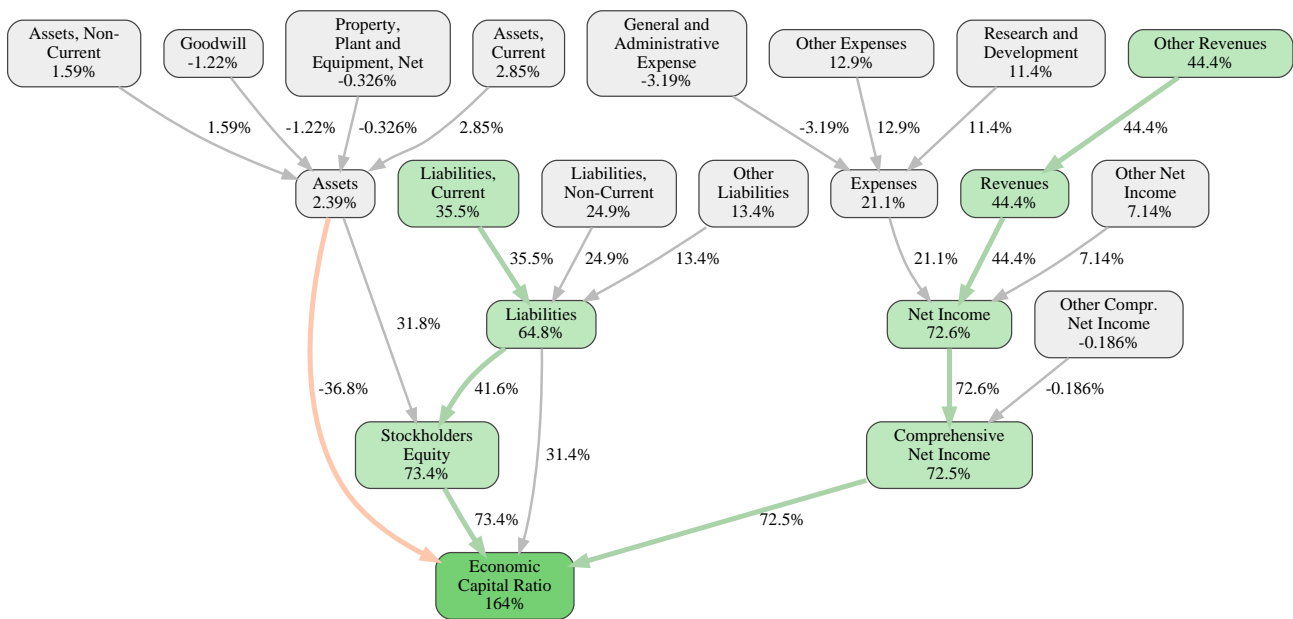 Assets, Non-
Current
1.59%
Goodwill
-1.22%
Property,
Plant and
Equipment, Net
-0.326%
Assets,
Current
2.85%
General and
Administrative
Expense
-3.19%
Other Expenses
12.9%
Research and
Development
11.4%
Other Revenues
44.4%
1.59%
-1.22%
-0.326%
2.85%
-3.19%
12.9%
11.4%
44.4%
Assets
2.39%
Liabilities,
Current
35.5%
Liabilities,
Non-Current
24.9%
Other
Liabilities
13.4%
Expenses
21.1%
Revenues
44.4%
Other Net
Income
7.14%
35.5%
24.9%
13.4%
21.1%
44.4%
7.14%
31.8%
Liabilities
64.8%
Net Income
72.6%
Other Compr.
Net Income
-0.186%
-36.8%
41.6%
72.6%
-0.186%
Stockholders
Equity
73.4%
31.4%
Comprehensive
Net Income
72.5%
73.4%
72.5%
Economic
Capital Ratio
164%